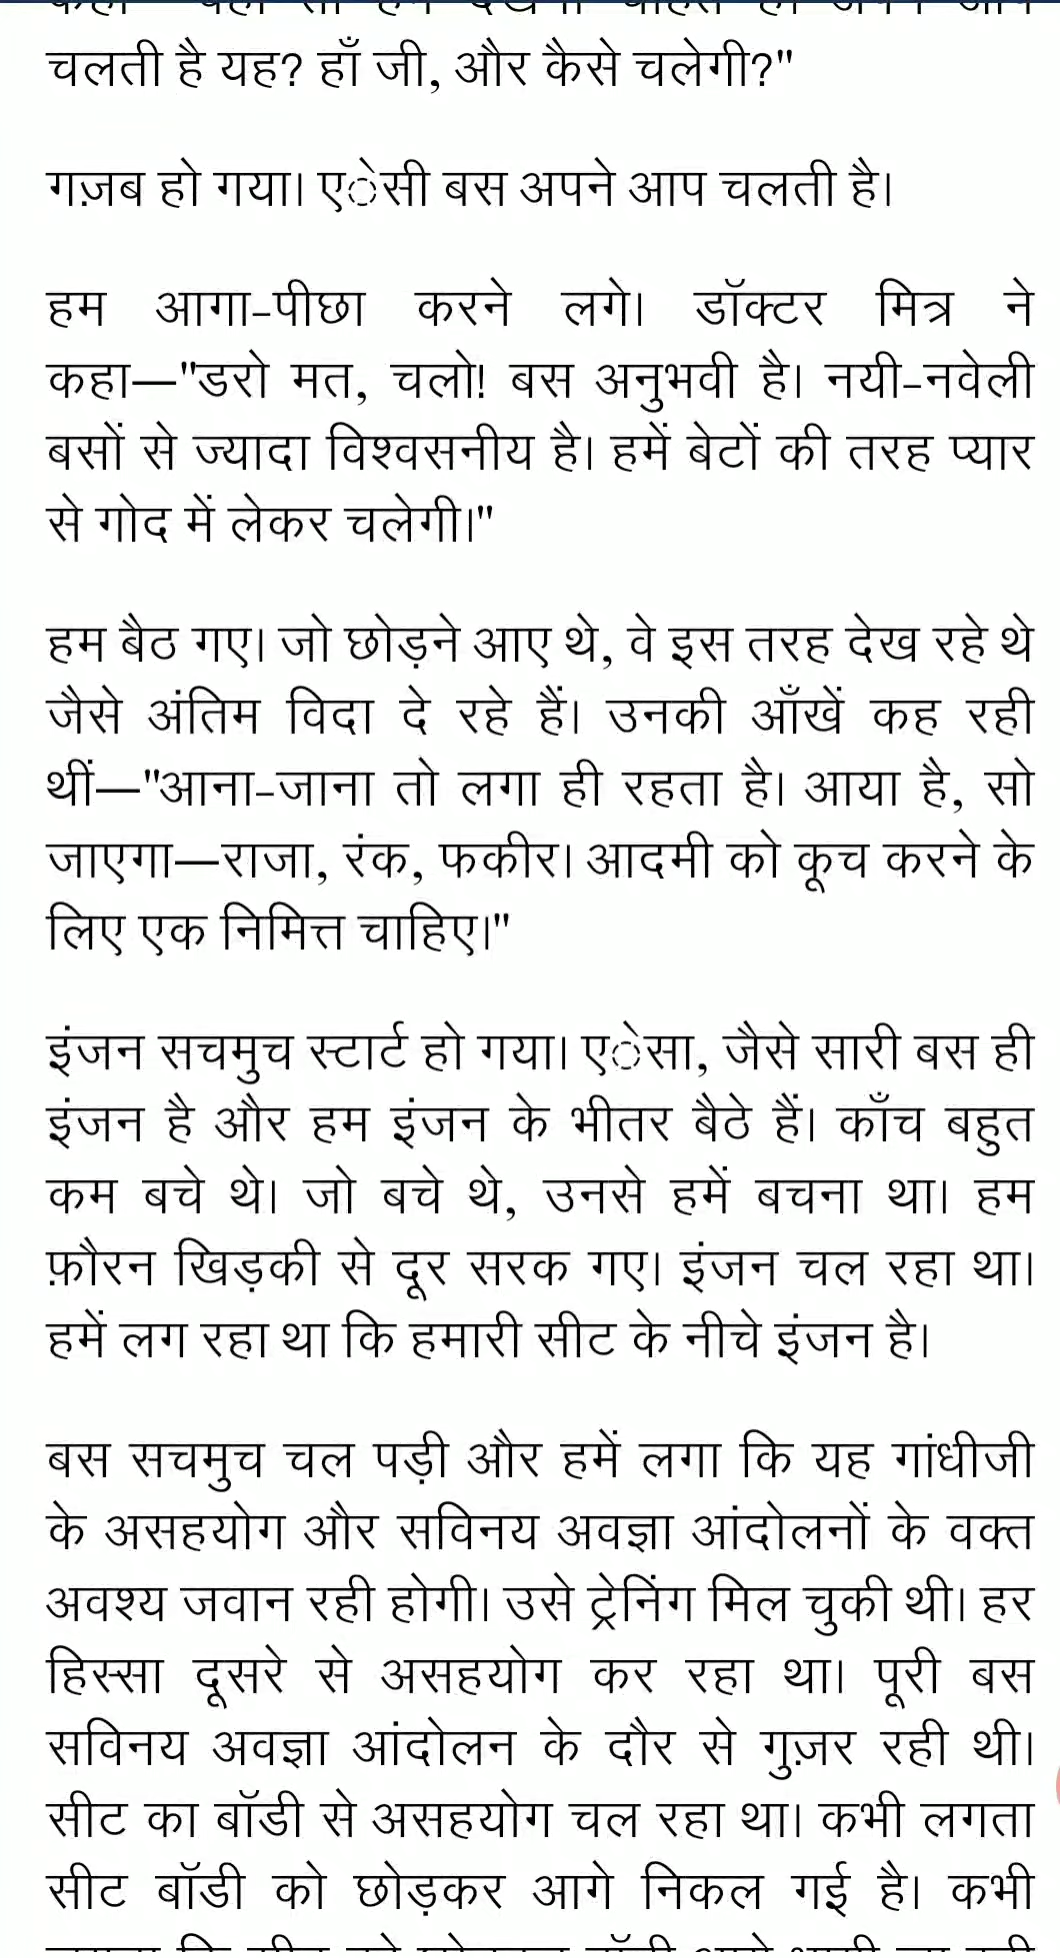 चलती है यह? हाँ जी, और कैसे चलेगी?"
गज़ब हो गया। एेसी बस अपने आप चलती है।
हम आगा-पीछा करने लगे। डॉक्टर मित्र ने
कहा—"डरो मत, चलो! बस अनुभवी है। नयी-नवेली
बसों से ज्यादा विश्वसनीय है। हमें बेटों की तरह प्यार
से गोद में लेकर चलेगी।"
हम बैठ गए। जो छोड़ने आए थे, वे इस तरह देख रहे थे
जैसे अंतिम विदा दे रहे हैं। उनकी आँखें कह रही
थीं—"आना-जाना तो लगा ही रहता है। आया है, सो
जाएगा—राजा, रंक, फकीर। आदमी को कूच करने के
लिए एक निमित्त चाहिए।"
इंजन सचमुच स्टार्ट हो गया। एेसा, जैसे सारी बस ही
इंजन है और हम इंजन के भीतर बैठे हैं। काँच बहुत
कम बचे थे। जो बचे थे, उनसे हमें बचना था। हम
फ़ौरन खिड़की से दूर सरक गए। इंजन चल रहा था।
हमें लग रहा था कि हमारी सीट के नीचे इंजन है।
बस सचमुच चल पड़ी और हमें लगा कि यह गांधीजी
के असहयोग और सविनय अवज्ञा आंदोलनों के वक्त
अवश्य जवान रही होगी। उसे ट्रेनिंग मिल चुकी थी। हर
हिस्सा दूसरे से असहयोग कर रहा था। पूरी बस
सविनय अवज्ञा आंदोलन के दौर से गुज़र रही थी।
सीट का बॉडी से असहयोग चल रहा था। कभी लगता
सीट बॉडी को छोड़कर आगे निकल गई है। कभी